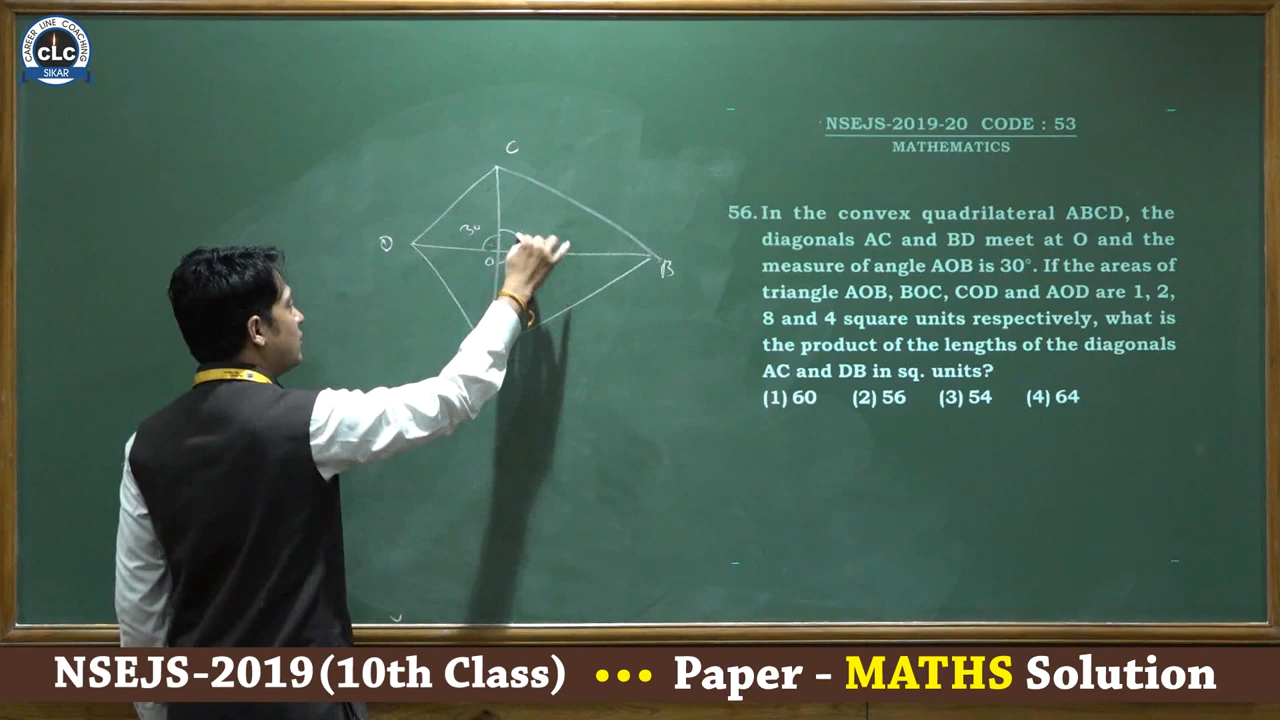 CAREER LINE COACHING
CLC
SIKAR
NSEJS-2019-20 CODE : 53
MATHEMATICS
56. In the convex quadrilateral ABCD, the
diagonals AC and BD meet at O and the
measure of angle AOB is 30°. If the areas of
triangle AOB, BOC, COD and AOD are 1, 2,
8 and 4 square units respectively, what is
the product of the lengths of the diagonals
AC and DB in sq. units?
(1) 60 (2) 56 (3) 54 (4) 64
C
30
D
O
B
NSEJS-2019(10th Class) ••• Paper - MATHS Solution